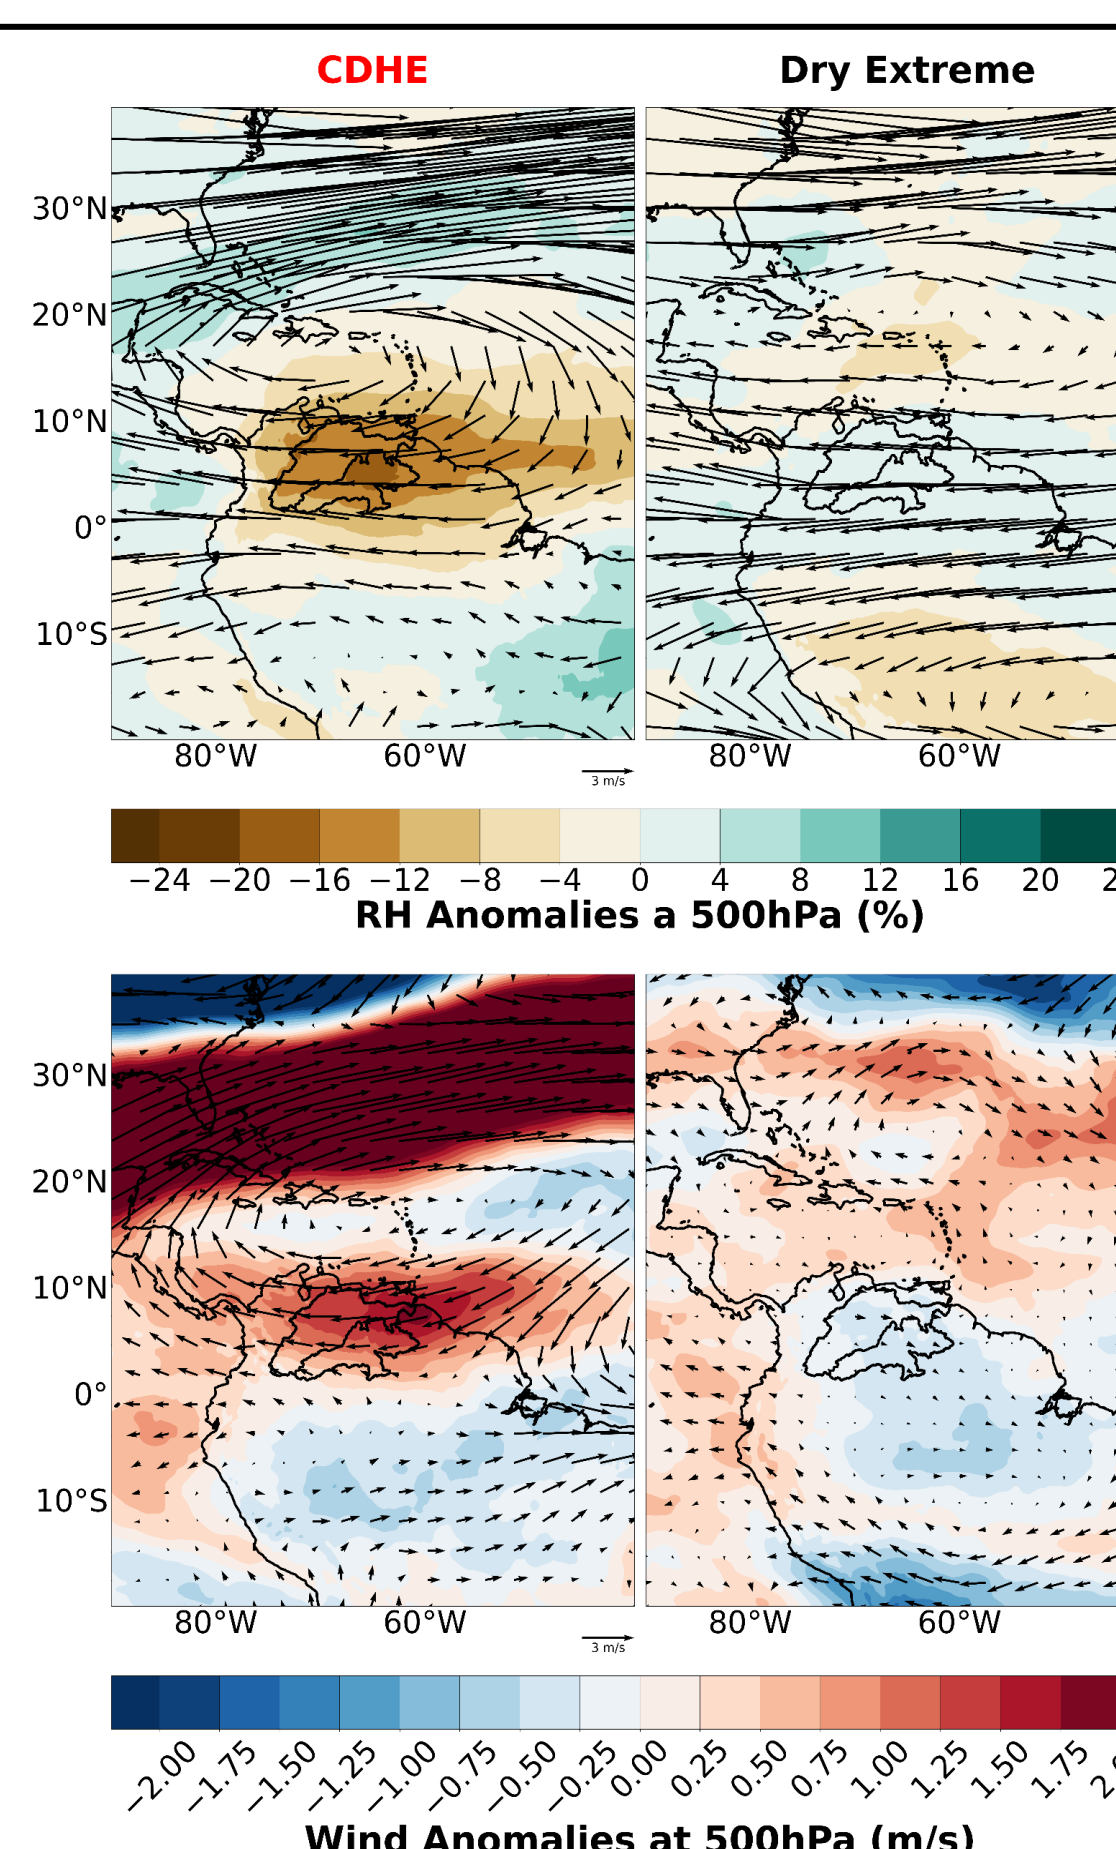 CDHE Dry Extreme
30°N
20°N
10°N
0°
10°S
80°W 60°W 80°W 60°W
3 m/s
−24 −20 −16 −12 −8 −4 0 4 8 12 16 20 2
RH Anomalies a 500hPa (%)
30°N
20°N
10°N
0°
10°S
80°W 60°W 80°W 60°W
3 m/s
−2.00 −1.75 −1.50 −1.25 −1.00 −0.75 −0.50 −0.25 0.00 0.25 0.50 0.75 1.00 1.25 1.50 1.75
Wind Anomalies at 500hPa (m/s)